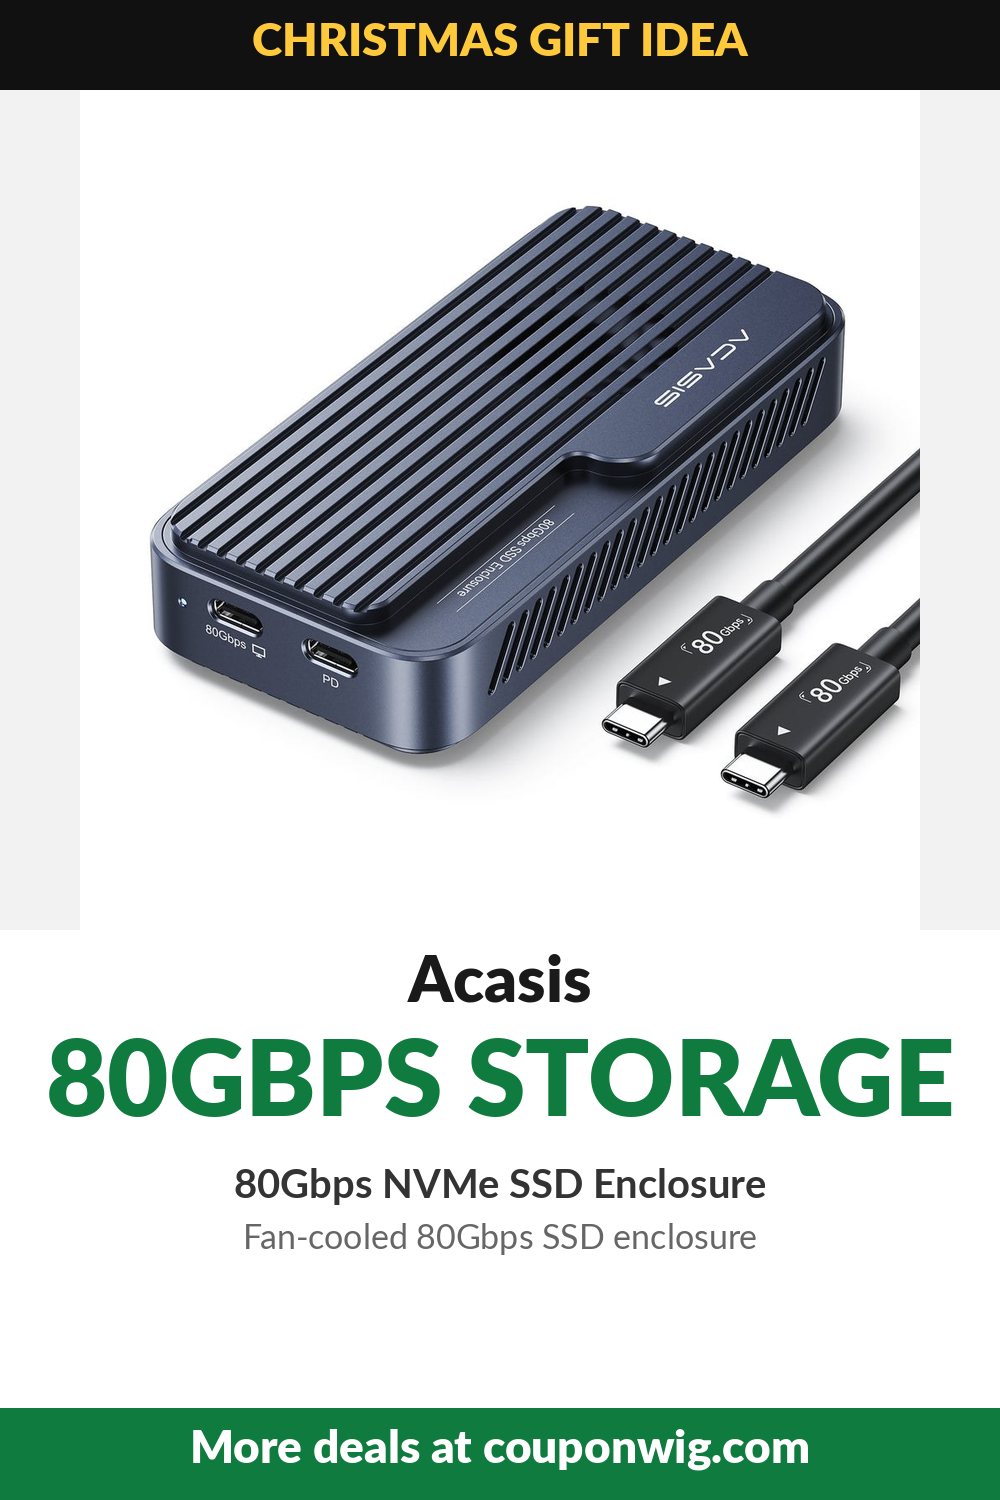 CHRISTMAS GIFT IDEA
ACASIS
80Gbps SSD Enclosure
80Gbps
PD
80Gbps
80Gbps
Acasis
80GBPS STORAGE
80Gbps NVMe SSD Enclosure
Fan-cooled 80Gbps SSD enclosure
More deals at couponwig.com